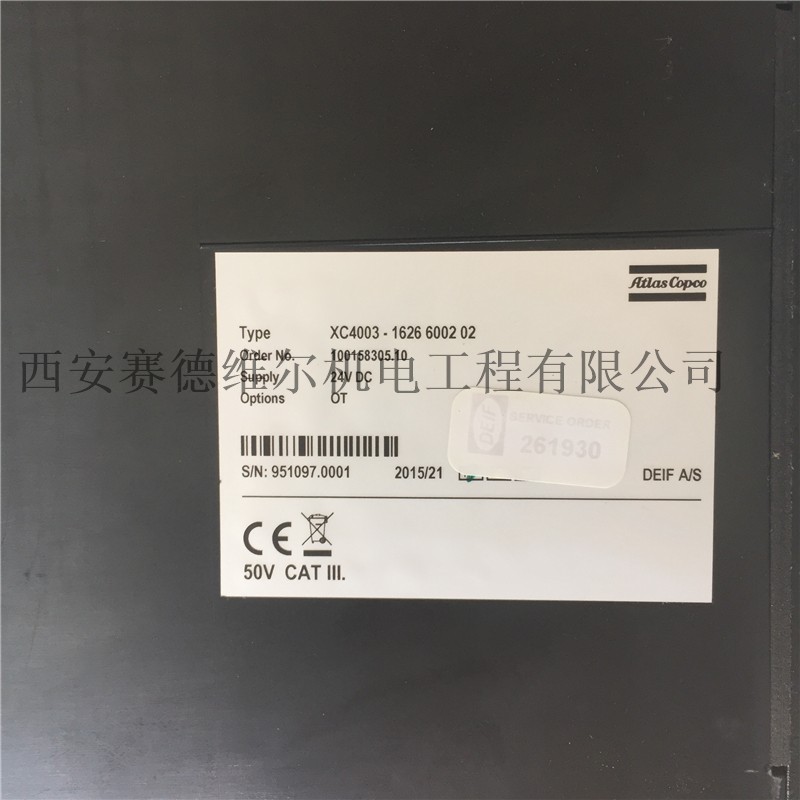 Atlas Copco
Type XC4003 - 1626 6002 02
Order No. 100158305.10
西安赛德维尔机电工程有限公司
Supply 24V DC
Options OT
DEIF SERVICE ORDER
261930
S/N: 951097.0001 2015/21 DEIF A/S
CE
50V CAT III.